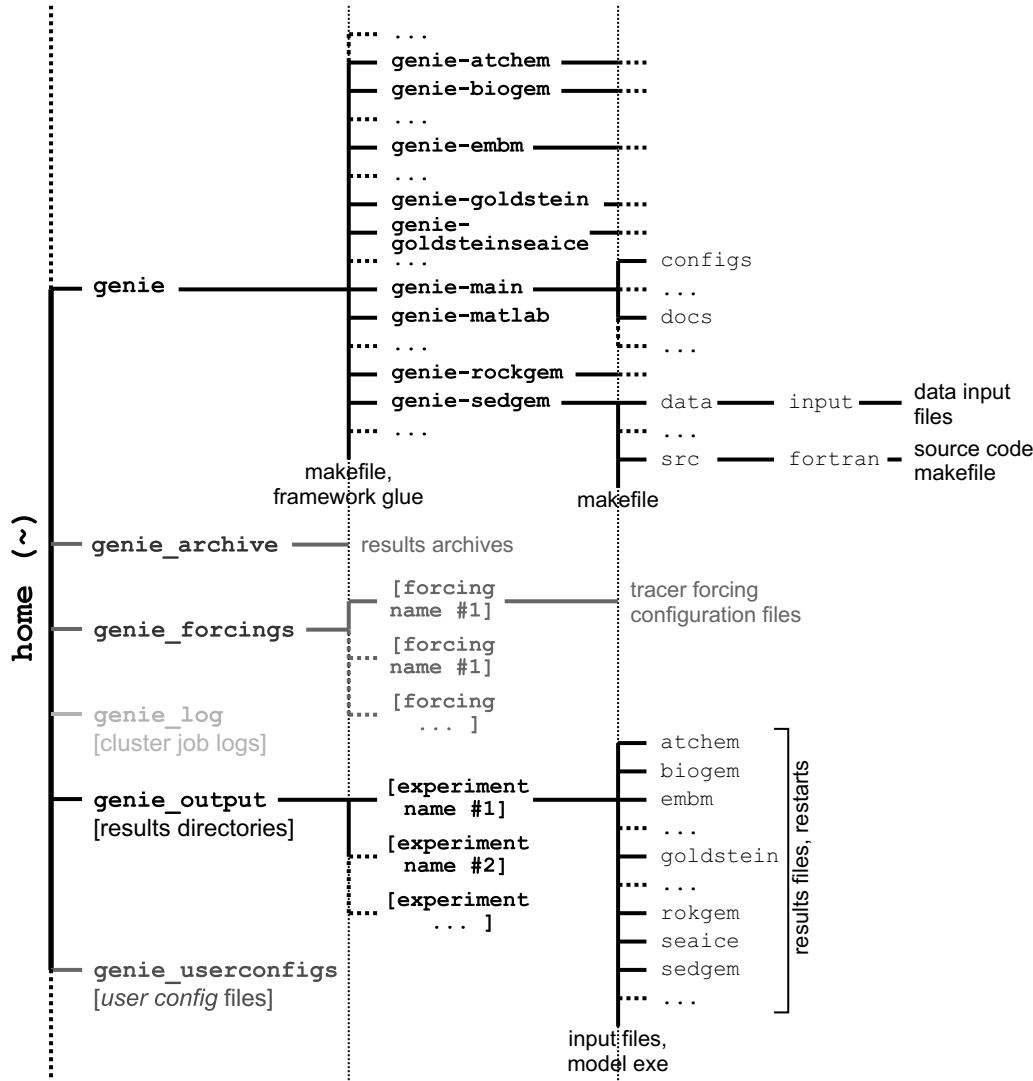 ...
genie-atchem
genie-biogem
...
genie-embm
...
genie-goldstein
genie-
goldsteinseaice
...
configs
genie
genie-main
...
genie-matlab
docs
...
...
genie-rockgem
genie-sedgem
data
input
data input
files
...
...
src
fortran
source code
makefile
makefile,
framework glue
makefile
home (~)
genie_archive
results archives
genie_forcings
[forcing
name #1]
tracer forcing
configuration files
[forcing
name #1]
[forcing
... ]
genie_log
[cluster job logs]
genie_output
[results directories]
[experiment
name #1]
[experiment
name #2]
[experiment
... ]
atchem
biogem
embm
...
goldstein
...
rokgem
seaice
sedgem
...
results files, restarts
genie_userconfigs
[user config files]
input files,
model exe